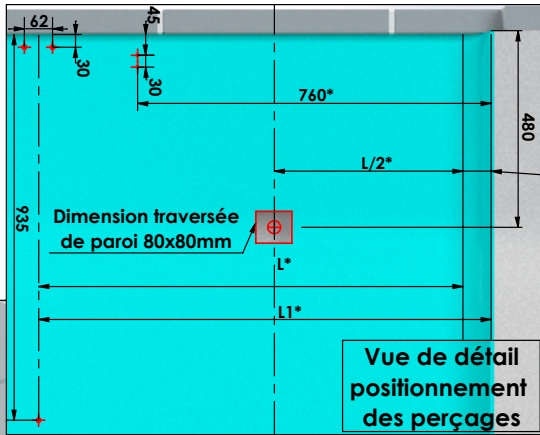 62
30
45
30
760*
480
L/2*
935
Dimension traversée
de paroi 80x80mm
L*
L1*
Vue de détail
positionnement
des perçages